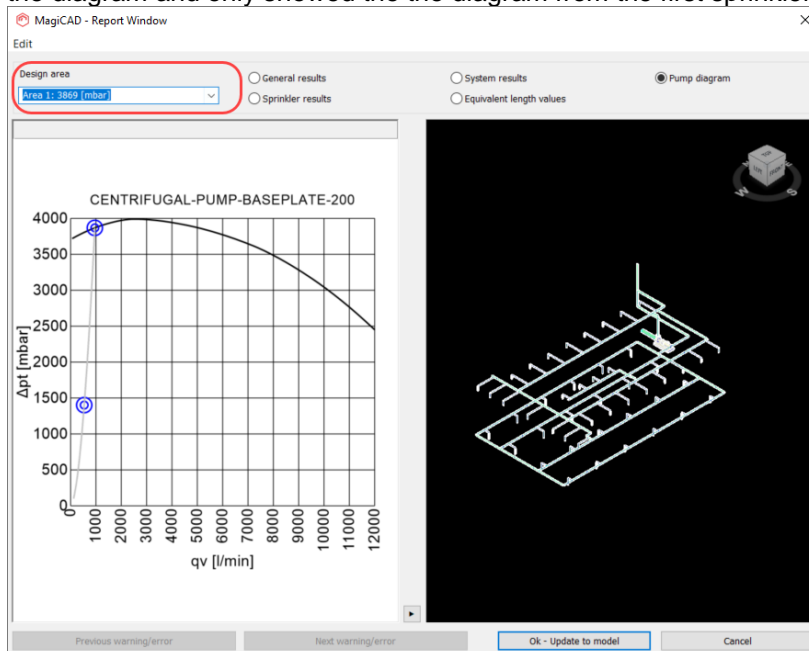 the diagram and only showed the the diagram from the first sprinkler
MagiCAD - Report Window
Edit
Design area
Area 1: 3869 [mbar]
General results
System results
Pump diagram
Sprinkler results
Equivalent length values
CENTRIFUGAL-PUMP-BASEPLATE-200
4000
3500
3000
2500
2000
1500
1000
500
0
Δpt [mbar]
0 1000 2000 3000 4000 5000 6000 7000 8000 9000 10000 11000 12000
qv [l/min]
TOP
FRONT
W
S
Previous warning/error
Next warning/error
Ok - Update to model
Cancel